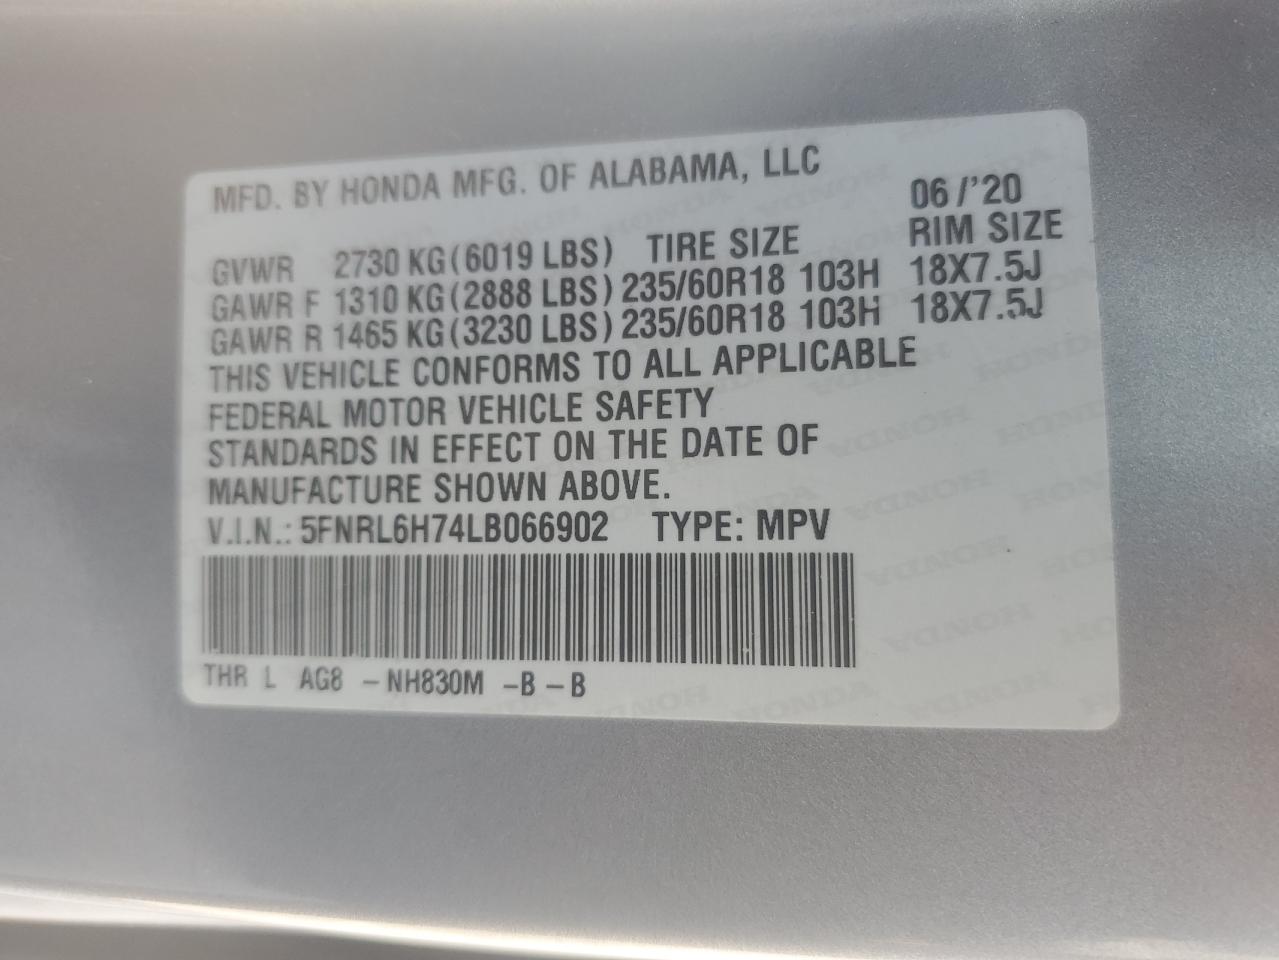 MFD. BY HONDA MFG. OF ALABAMA, LLC 06/'20
GVWR 2730 KG(6019 LBS) TIRE SIZE RIM SIZE
GAWR F 1310 KG(2888 LBS) 235/60R18 103H 18X7.5J
GAWR R 1465 KG(3230 LBS) 235/60R18 103H 18X7.5J
THIS VEHICLE CONFORMS TO ALL APPLICABLE
FEDERAL MOTOR VEHICLE SAFETY
STANDARDS IN EFFECT ON THE DATE OF
MANUFACTURE SHOWN ABOVE.
V.I.N.: 5FNRL6H74LB066902 TYPE: MPV
THR L AG8 -NH830M -B-B